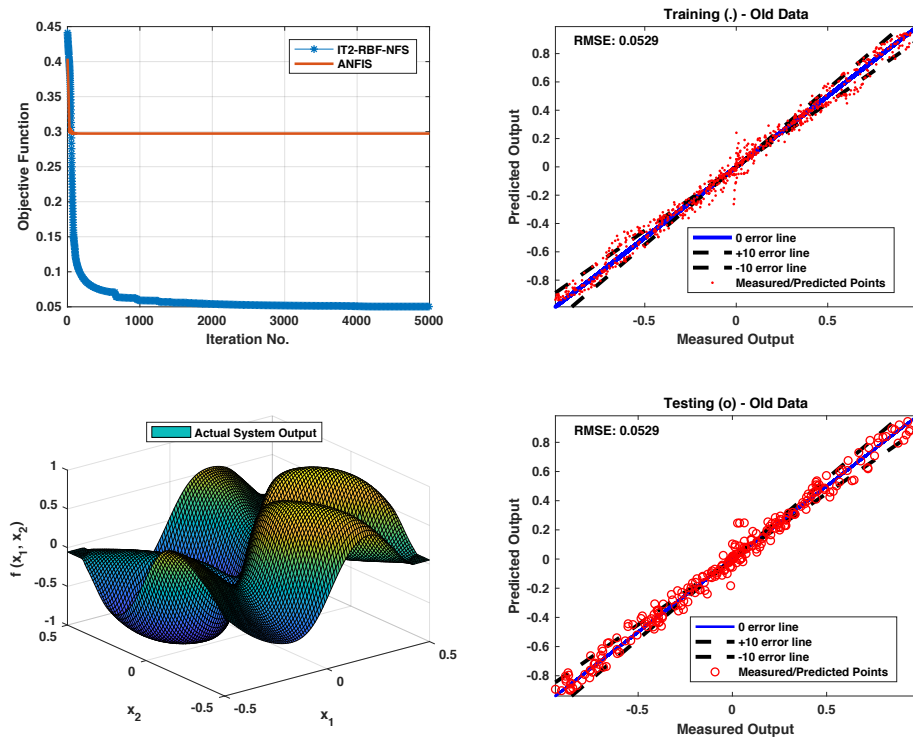 0.45
0.4
0.35
0.3
0.25
0.2
0.15
0.1
0.05
0
1000
2000
3000
4000
5000
Objective Function
Iteration No.
IT2-RBF-NFS
ANFIS
Training (.) - Old Data
RMSE: 0.0529
0.8
0.6
0.4
0.2
0
-0.2
-0.4
-0.6
-0.8
-0.5
0
0.5
Predicted Output
Measured Output
0 error line
+10 error line
-10 error line
Measured/Predicted Points
Actual System Output
1
0.5
0
-0.5
-1
0.5
0
-0.5
-0.5
0
0.5
f (x1, x2)
x2
x1
Testing (o) - Old Data
RMSE: 0.0529
0.8
0.6
0.4
0.2
0
-0.2
-0.4
-0.6
-0.8
-0.5
0
0.5
Predicted Output
Measured Output
0 error line
+10 error line
-10 error line
Measured/Predicted Points